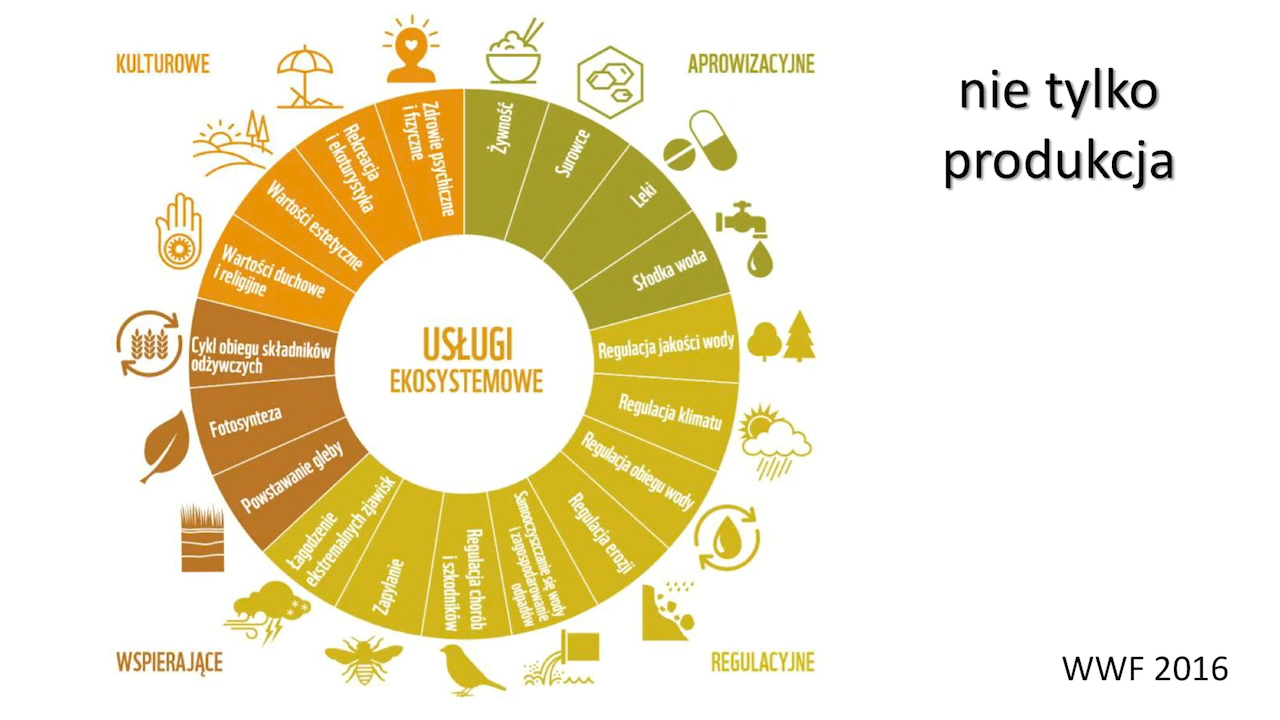 KULTUROWE
APROWIZACYJNE
nie tylko
produkcja
Żywność
Surowce
Leki
Słodka woda
Regulacja jakości wody
Regulacja klimatu
Regulacja obiegu wody
Regulacja erozji
Samooczyszczanie się wody
i zagospodarowanie
odpadów
Regulacja chorób
i szkodników
Zapylanie
Łagodzenie
ekstremalnych zjawisk
Powstawanie gleby
Fotosynteza
Cykl obiegu składników
odżywczych
Wartości duchowe
i religijne
Wartości estetyczne
Rekreacja
i ekoturystyka
Zdrowie psychiczne
i fizyczne
USŁUGI
EKOSYSTEMOWE
WSPIERAJĄCE
REGULACYJNE
WWF 2016